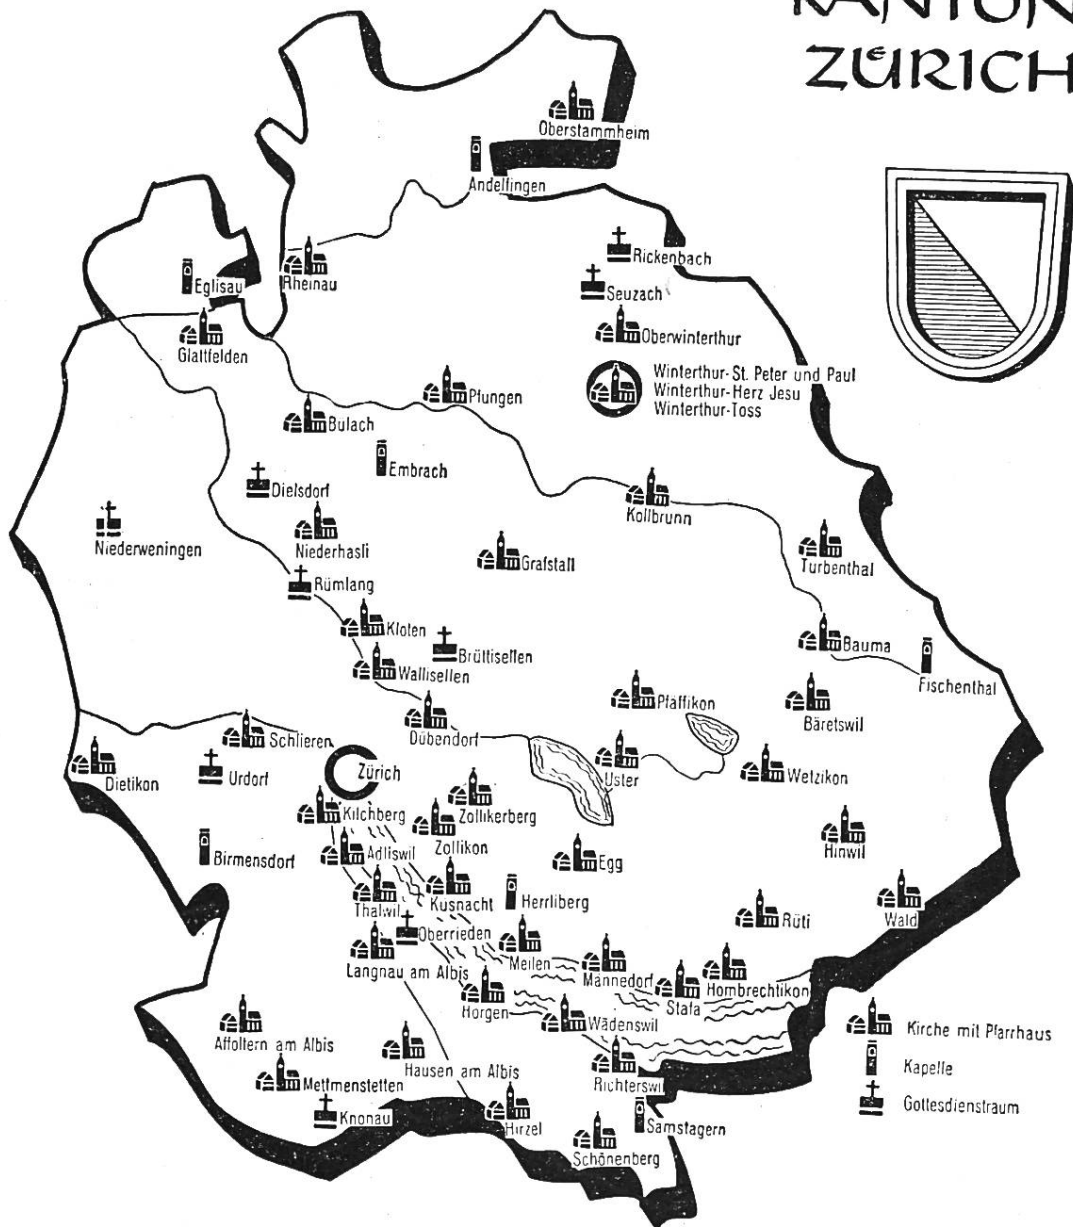 KANTON
ZÜRICH
Oberstammheim
Andelfingen
Rickenbach
Eglisau
Rheinau
Seuzach
Oberwinterthur
Glattfelden
Winterthur-St. Peter und Paul
Winterthur-Herz Jesu
Winterthur-Toss
Pfungen
Bulach
Embrach
Dielsdorf
Kollbrunn
Niederweningen
Niederhasli
Grafstall
Turbenthal
Rümlang
Kloten
Brüttisellen
Bauma
Wallisellen
Fischenthal
Pfäffikon
Bäretswil
Schlieren
Dübendorf
Dietikon
Urdorf
Zürich
Uster
Wetzikon
Kilchberg
Zollikerberg
Zollikon
Hinwil
Birmensdorf
Adliswil
Egg
Thalwil
Küsnacht
Herrliberg
Rüti
Wald
Oberrieden
Langnau am Albis
Meilen
Männedorf
Hombrechtikon
Horgen
Stäfa
Affoltern am Albis
Wädenswil
Kirche mit Pfarrhaus
Hausen am Albis
Richterswil
Kapelle
Mettmenstetten
Gottesdienstraum
Knonau
Hirzel
Samstagern
Schönenberg